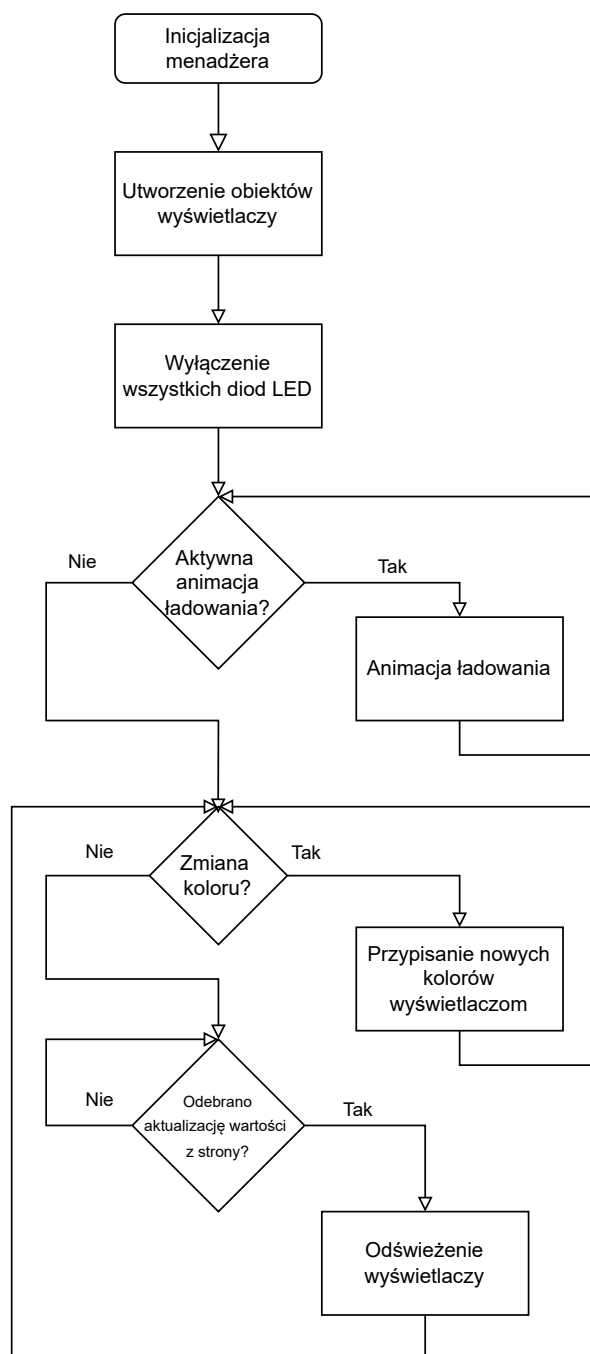 Inicjalizacja
menadżera
Utworzenie obiektów
wyświetlaczy
Wyłączenie
wszystkich diod LED
Nie
Aktywna
animacja
ładowania?
Tak
Animacja ładowania
Nie
Zmiana
koloru?
Tak
Przypisanie nowych
kolorów
wyświetlaczom
Nie
Odebrano
aktualizację wartości
z strony?
Tak
Odświeżenie
wyświetlaczy